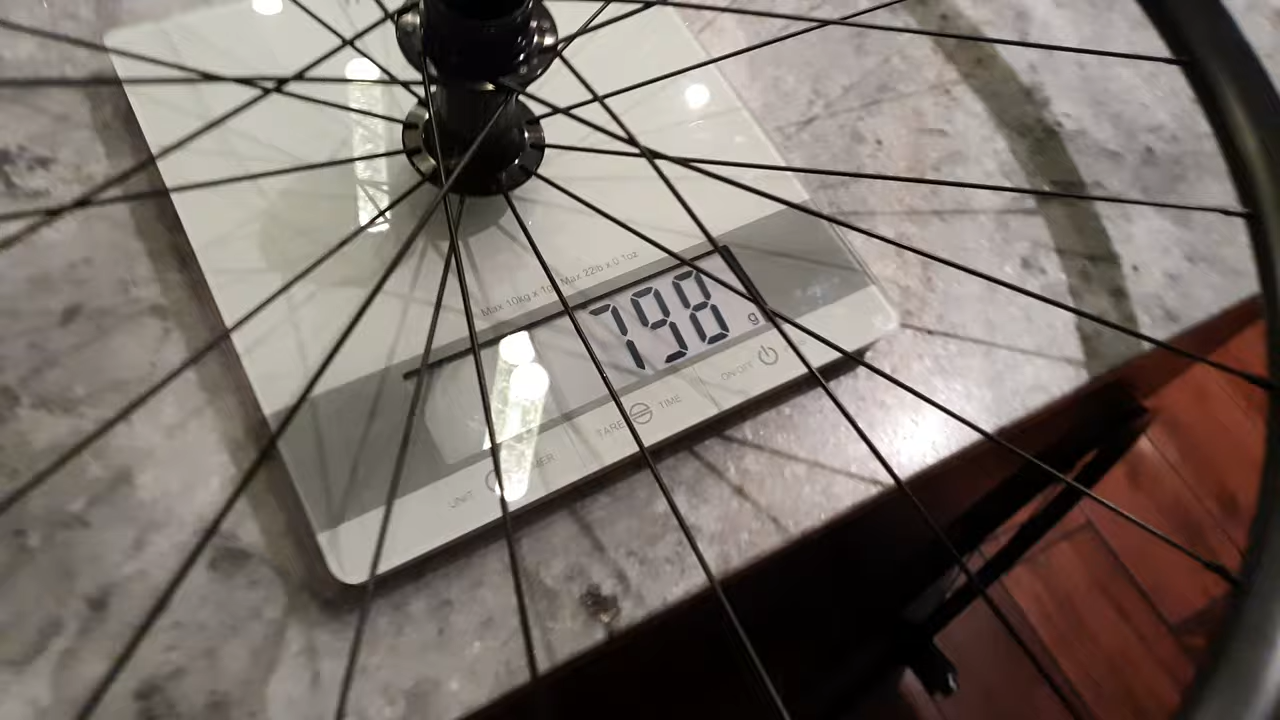 Max 10kg x 1g Max 22lb x 0.1oz
798 g
ON/OFF
TARE TIME
UNIT